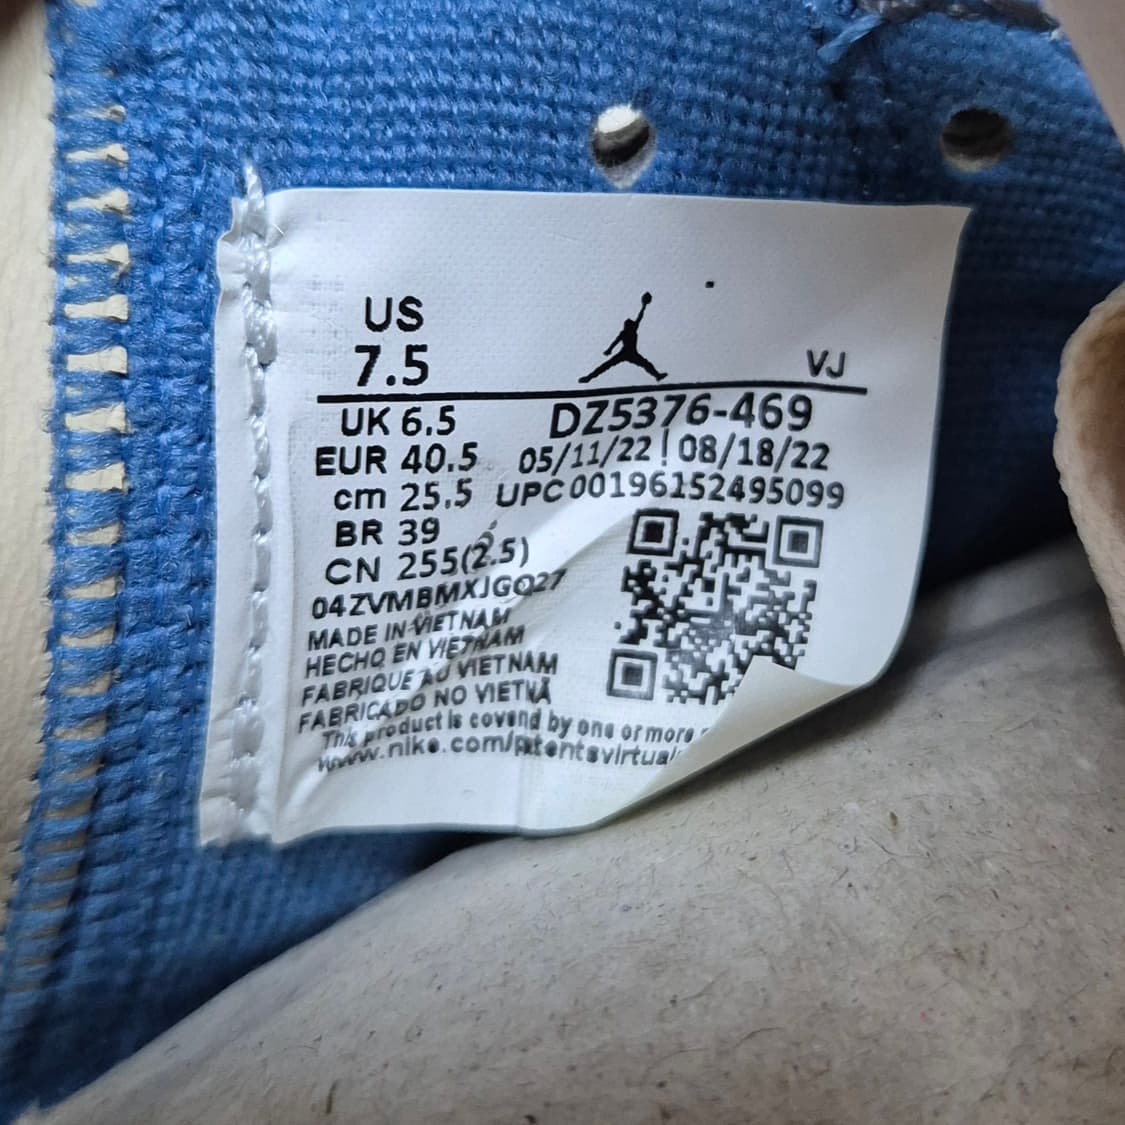 US
7.5
VJ
UK 6.5
DZ5376-469
EUR 40.5
05/11/22 | 08/18/22
cm 25.5
UPC 00196152495099
BR 39
CN 255(2.5)
04ZVMBMXJGQ27
MADE IN VIETNAM
HECHO EN VIETNAM
FABRIQUE AU VIETNAM
FABRICADO NO VIETNÃ
This product is covend by one or more
www.nike.com/patentsvirtual